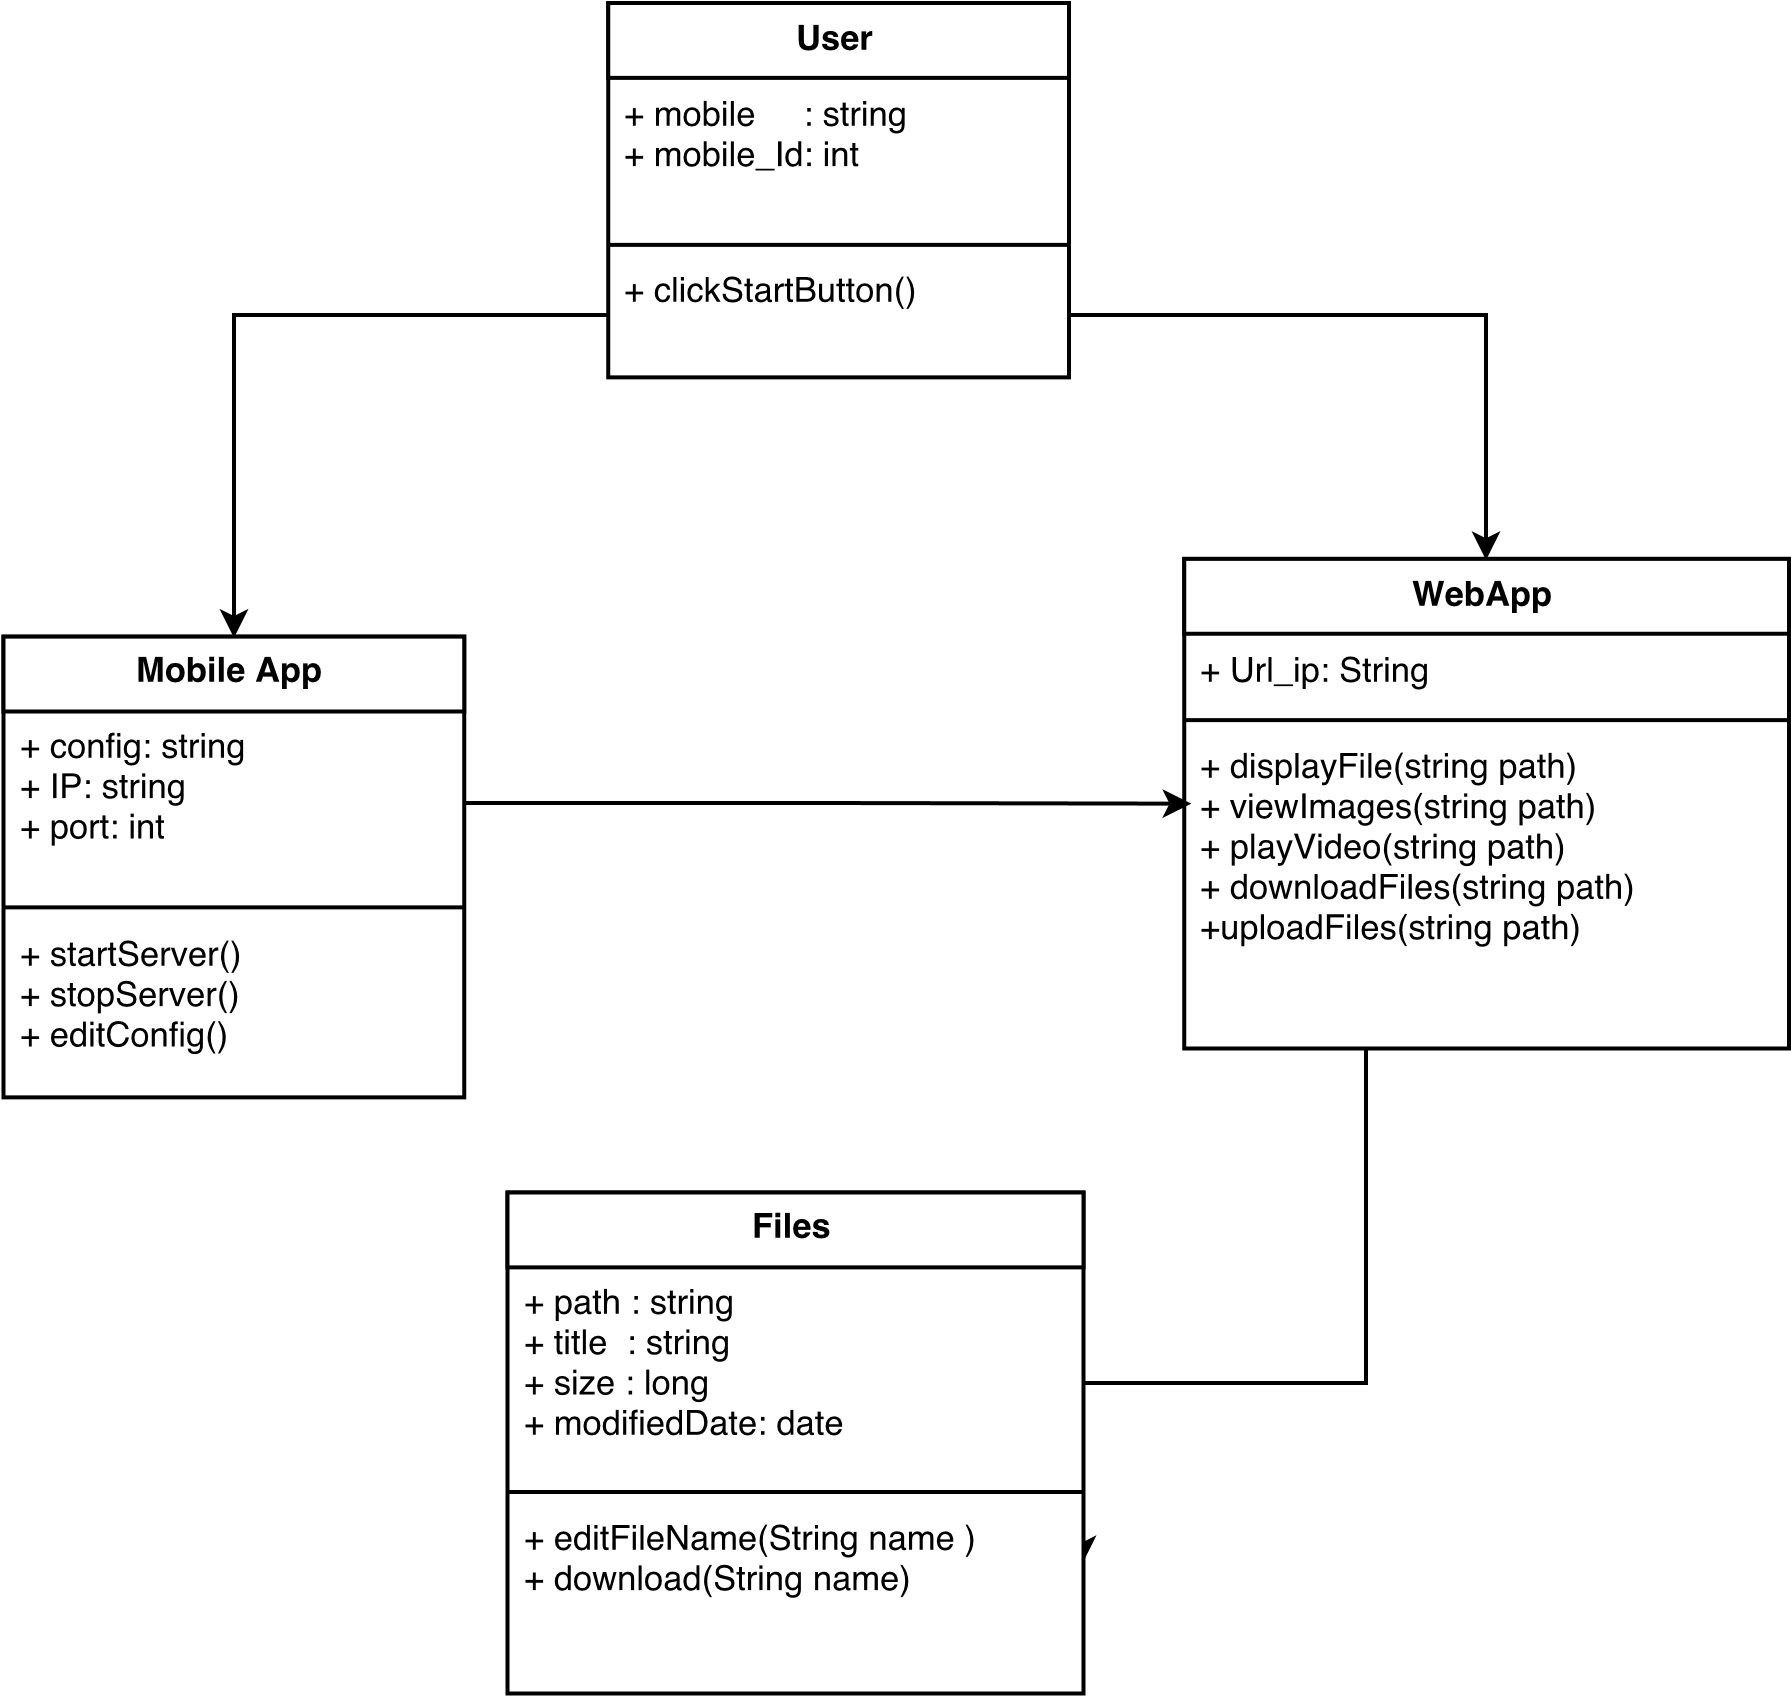 User
+ mobile     : string
+ mobile_Id: int
+ clickStartButton()
Mobile App
+ config: string
+ IP: string
+ port: int
+ startServer()
+ stopServer()
+ editConfig()
WebApp
+ Url_ip: String
+ displayFile(string path)
+ viewImages(string path)
+ playVideo(string path)
+ downloadFiles(string path)
+uploadFiles(string path)
Files
+ path : string
+ title  : string
+ size : long
+ modifiedDate: date
+ editFileName(String name )
+ download(String name)